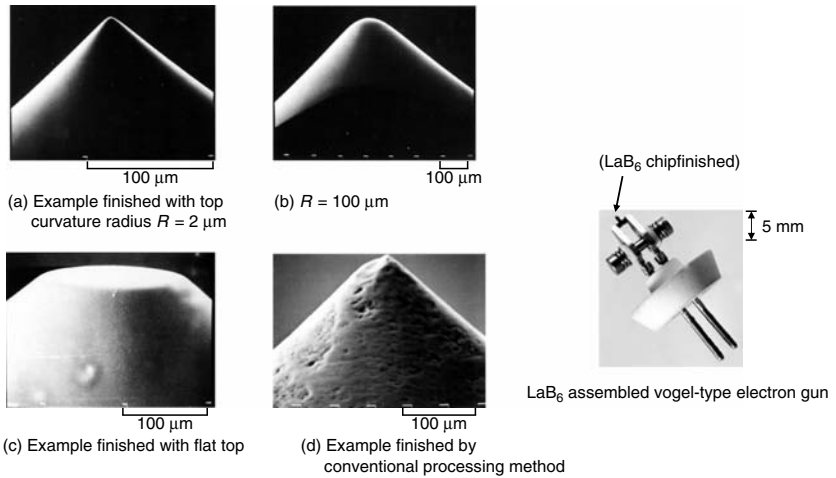 100 μm
100 μm
(a) Example finished with top
curvature radius R = 2 μm
(b) R = 100 μm
(LaB6 chipfinished)
5 mm
100 μm
100 μm
(c) Example finished with flat top
(d) Example finished by
conventional processing method
LaB6 assembled vogel-type electron gun